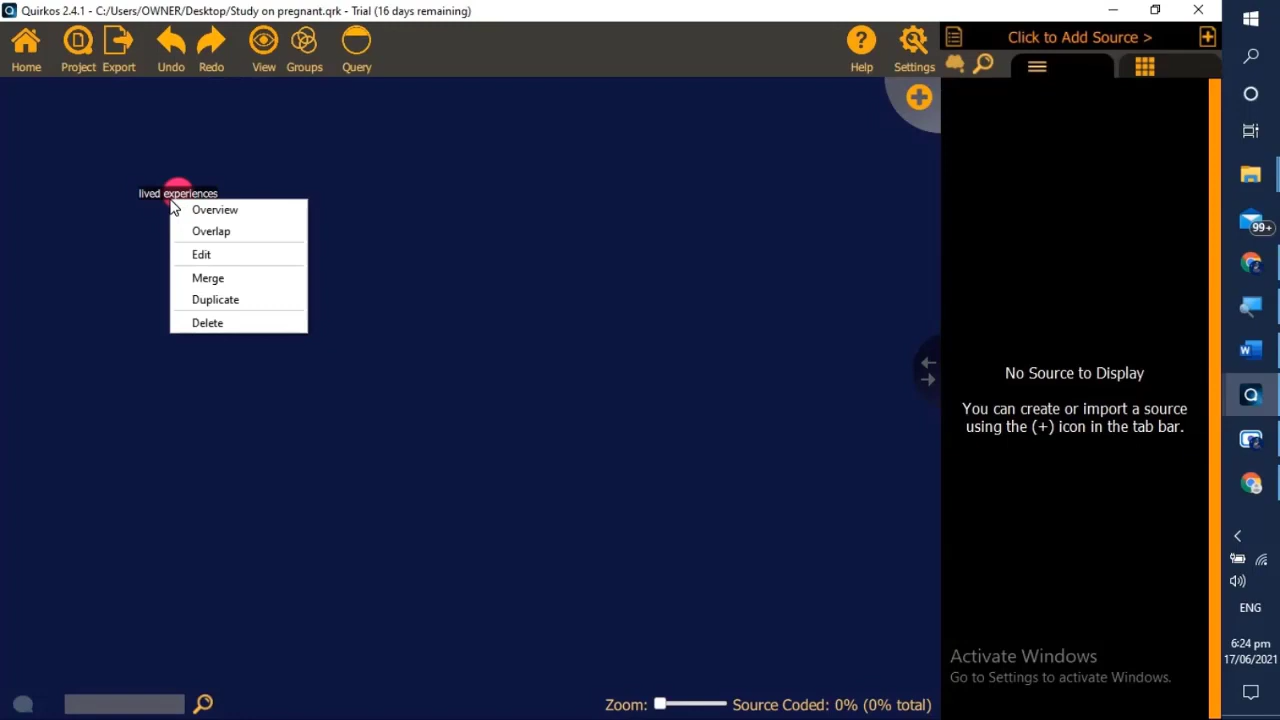 Quirkos 2.4.1 - C:/Users/OWNER/Desktop/Study on pregnant.qrk - Trial (16 days remaining)
Home
Project
Export
Undo
Redo
View
Groups
Query
Help
Settings
Click to Add Source >
lived experiences
Overview
Overlap
Edit
Merge
Duplicate
Delete
No Source to Display
You can create or import a source
using the (+) icon in the tab bar.
Activate Windows
Go to Settings to activate Windows.
Zoom:
Source Coded: 0% (0% total)
99+
ENG
6:24 pm
17/06/2021